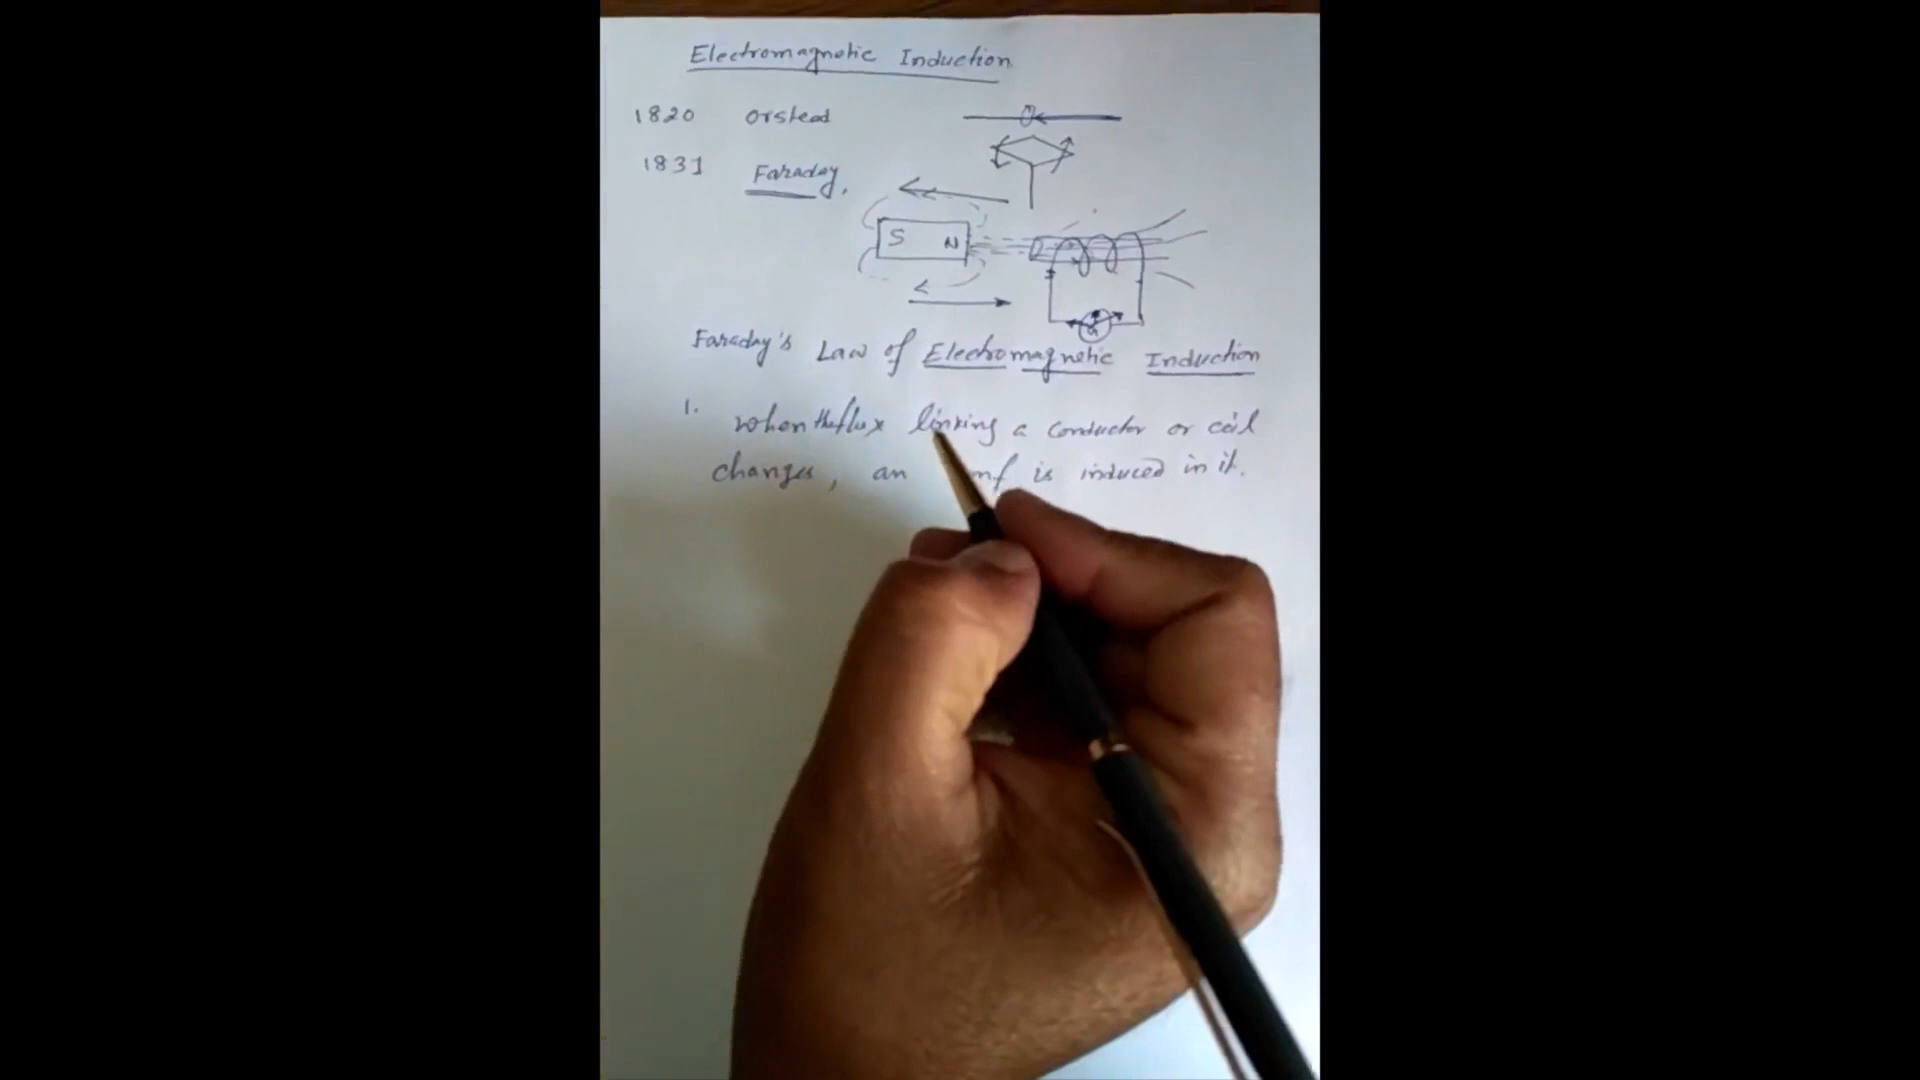 Electromagnetic Induction
1820 Orstead
1831 Faraday.
S N
G
Faraday's Law of Electromagnetic Induction
1. When the flux linking a conductor or coil
changes, an emf is induced in it.